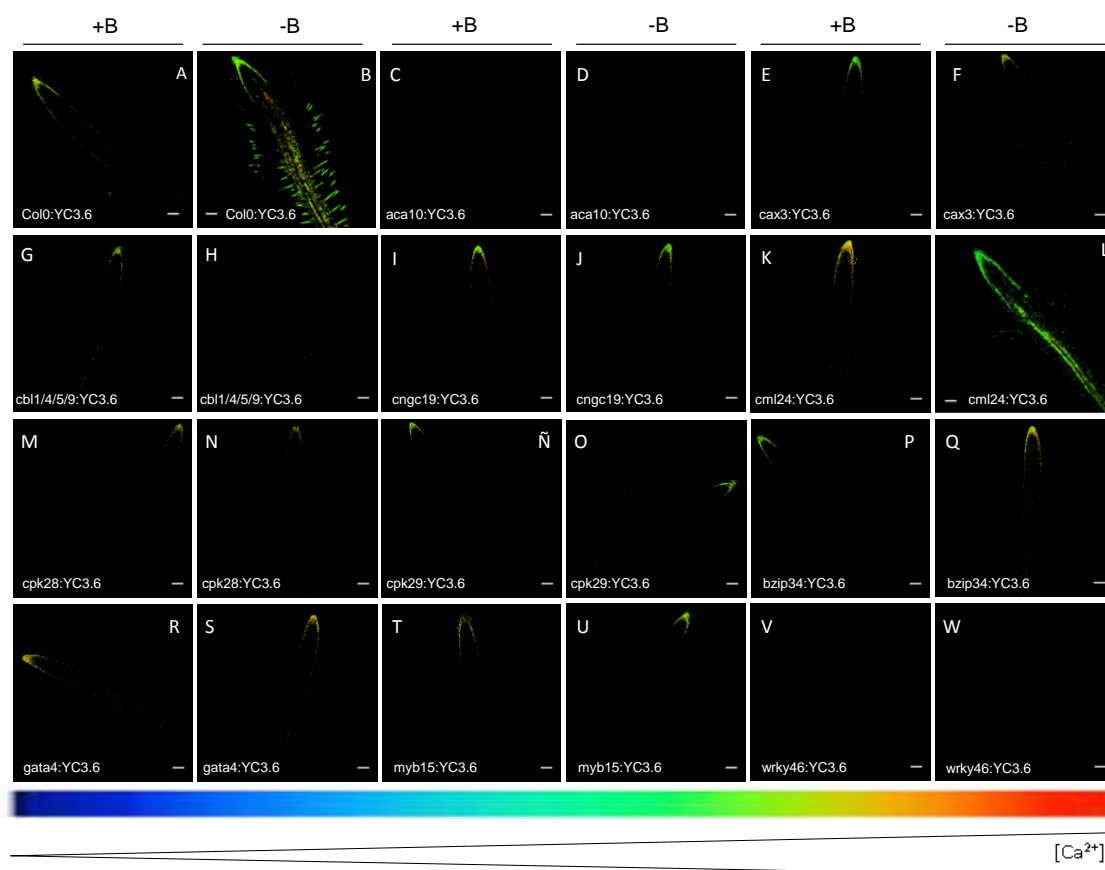 +B -B +B -B +B -B
A B C D E F
Col0:YC3.6 Col0:YC3.6 aca10:YC3.6 aca10:YC3.6 cax3:YC3.6 cax3:YC3.6
G H I J K L
cbl1/4/5/9:YC3.6 cbl1/4/5/9:YC3.6 cngc19:YC3.6 cngc19:YC3.6 cml24:YC3.6 cml24:YC3.6
M N Ñ O P Q
cpk28:YC3.6 cpk28:YC3.6 cpk29:YC3.6 cpk29:YC3.6 bzip34:YC3.6 bzip34:YC3.6
R S T U V W
gata4:YC3.6 gata4:YC3.6 myb15:YC3.6 myb15:YC3.6 wrky46:YC3.6 wrky46:YC3.6
[Ca²⁺]